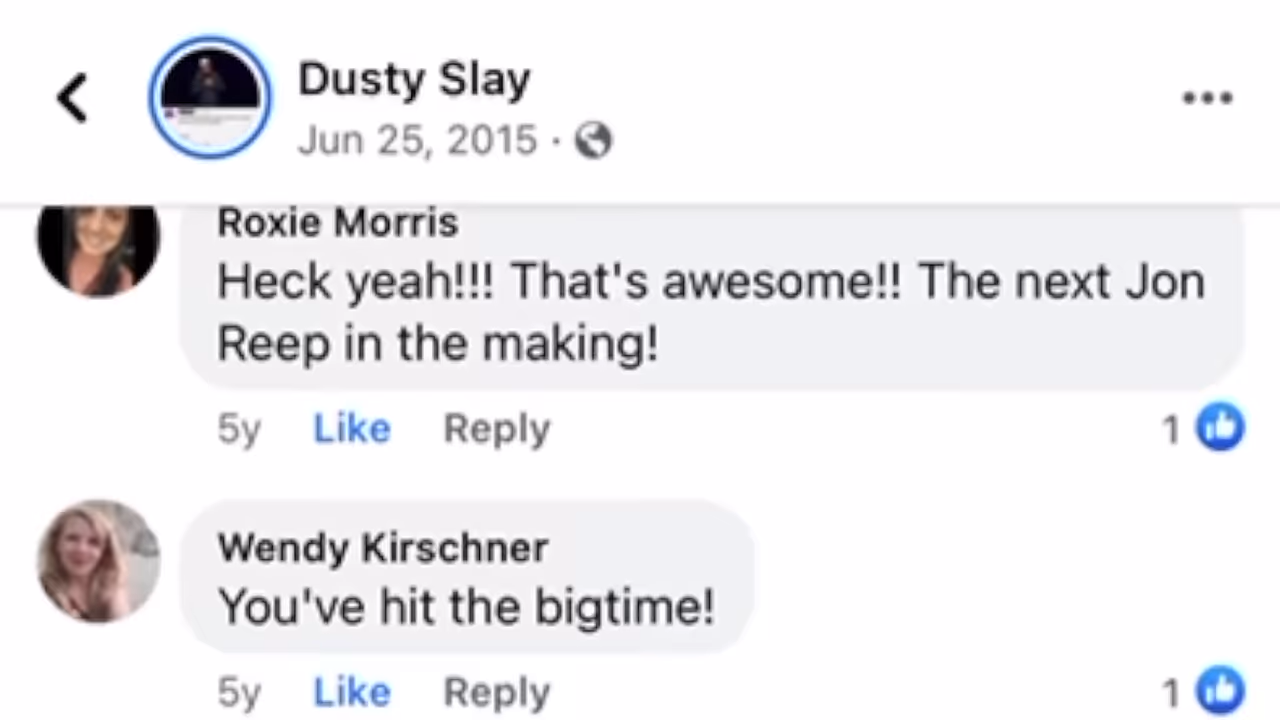 Dusty Slay
Jun 25, 2015 ·
Roxie Morris
Heck yeah!!! That's awesome!! The next Jon
Reep in the making!
5y Like Reply 1
Wendy Kirschner
You've hit the bigtime!
5y Like Reply 1